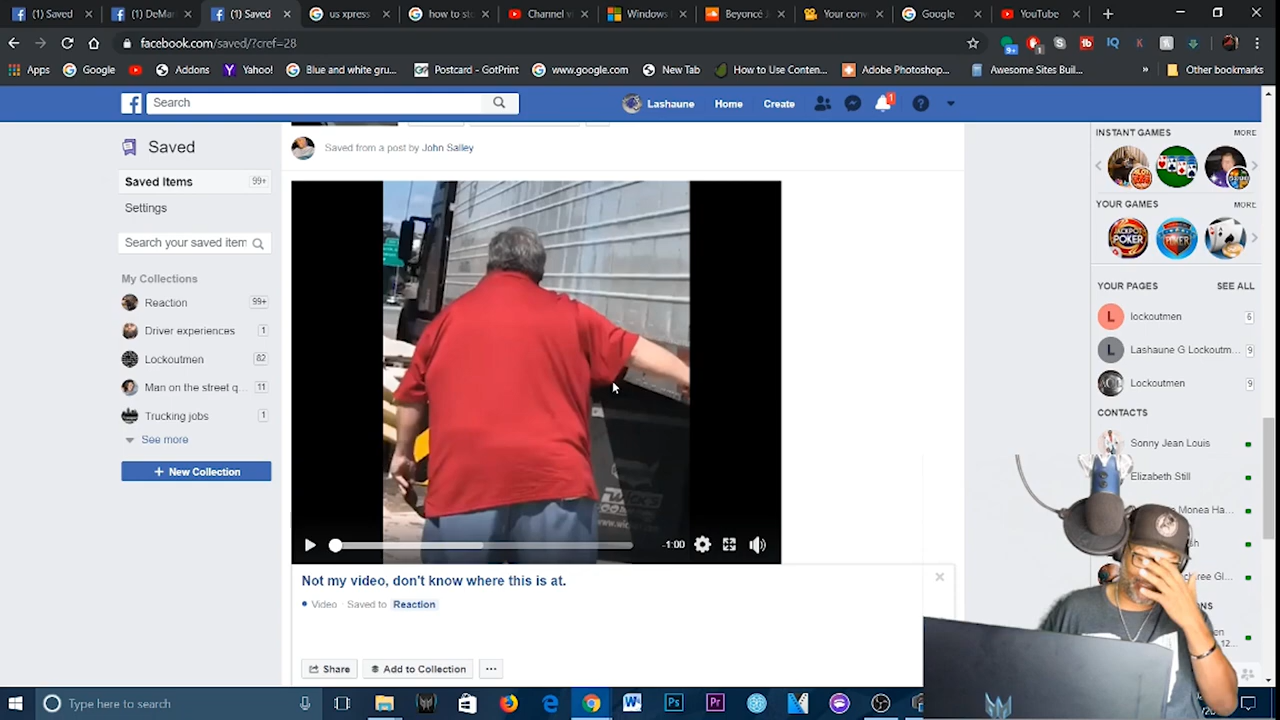 (1) Saved
(1) DeMar
(1) Saved
us xpress
how to sto
Channel v
Windows
Beyoncé
Your conv
Google
YouTube
facebook.com/saved/?cref=28
Apps
Google
Addons
Yahoo!
Blue and white gru...
Postcard - GotPrint
www.google.com
New Tab
How to Use Conten...
Adobe Photoshop...
Awesome Sites Buil...
»
Other bookmarks
Search
Lashaune
Home
Create
1
Saved
Saved from a post by John Salley
INSTANT GAMES
MORE
Saved Items
99+
Settings
YOUR GAMES
MORE
Search your saved item
My Collections
Reaction
99+
YOUR PAGES
SEE ALL
Driver experiences
1
L
lockoutmen
6
Lockoutmen
82
L
Lashaune G Lockoutm...
9
Man on the street q...
11
Lockoutmen
9
Trucking jobs
1
CONTACTS
See more
Sonny Jean Louis
+ New Collection
Elizabeth Still
Monea Ha...
WICK'S
www.wic
-1:00
Not my video, don't know where this is at.
Video
Saved to
Reaction
Share
Add to Collection
...
Type here to search